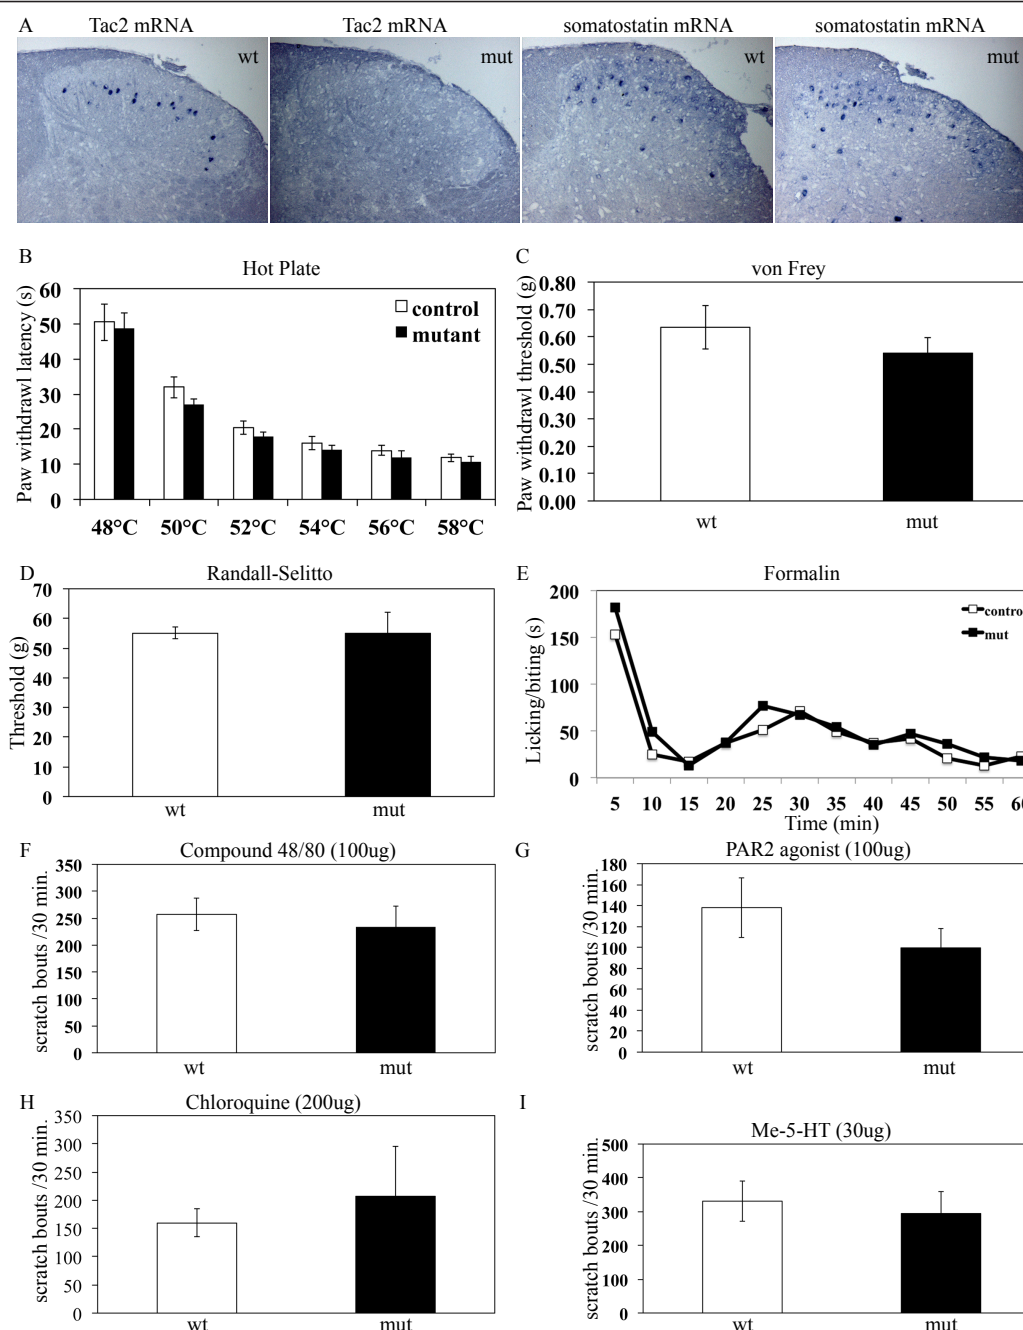 A
Tac2 mRNA
Tac2 mRNA
somatostatin mRNA
somatostatin mRNA
wt
mut
wt
mut
B
Hot Plate
Paw withdrawl latency (s)
60
50
40
30
20
10
0
control
mutant
48°C 50°C 52°C 54°C 56°C 58°C
C
von Frey
Paw withdrawl threshold (g)
0.80
0.70
0.60
0.50
0.40
0.30
0.20
0.10
0.00
wt mut
D
Randall-Selitto
Threshold (g)
70
60
50
40
30
20
10
0
wt mut
E
Formalin
Licking/biting (s)
200
150
100
50
0
control
mut
5 10 15 20 25 30 35 40 45 50 55 60
Time (min)
F
Compound 48/80 (100ug)
scratch bouts /30 min.
350
300
250
200
150
100
50
0
wt mut
G
PAR2 agonist (100ug)
scratch bouts /30 min.
180
160
140
120
100
80
60
40
20
0
wt mut
H
Chloroquine (200ug)
scratch bouts /30 min.
350
300
250
200
150
100
50
0
wt mut
I
Me-5-HT (30ug)
scratch bouts /30 min.
500
400
300
200
100
0
wt mut